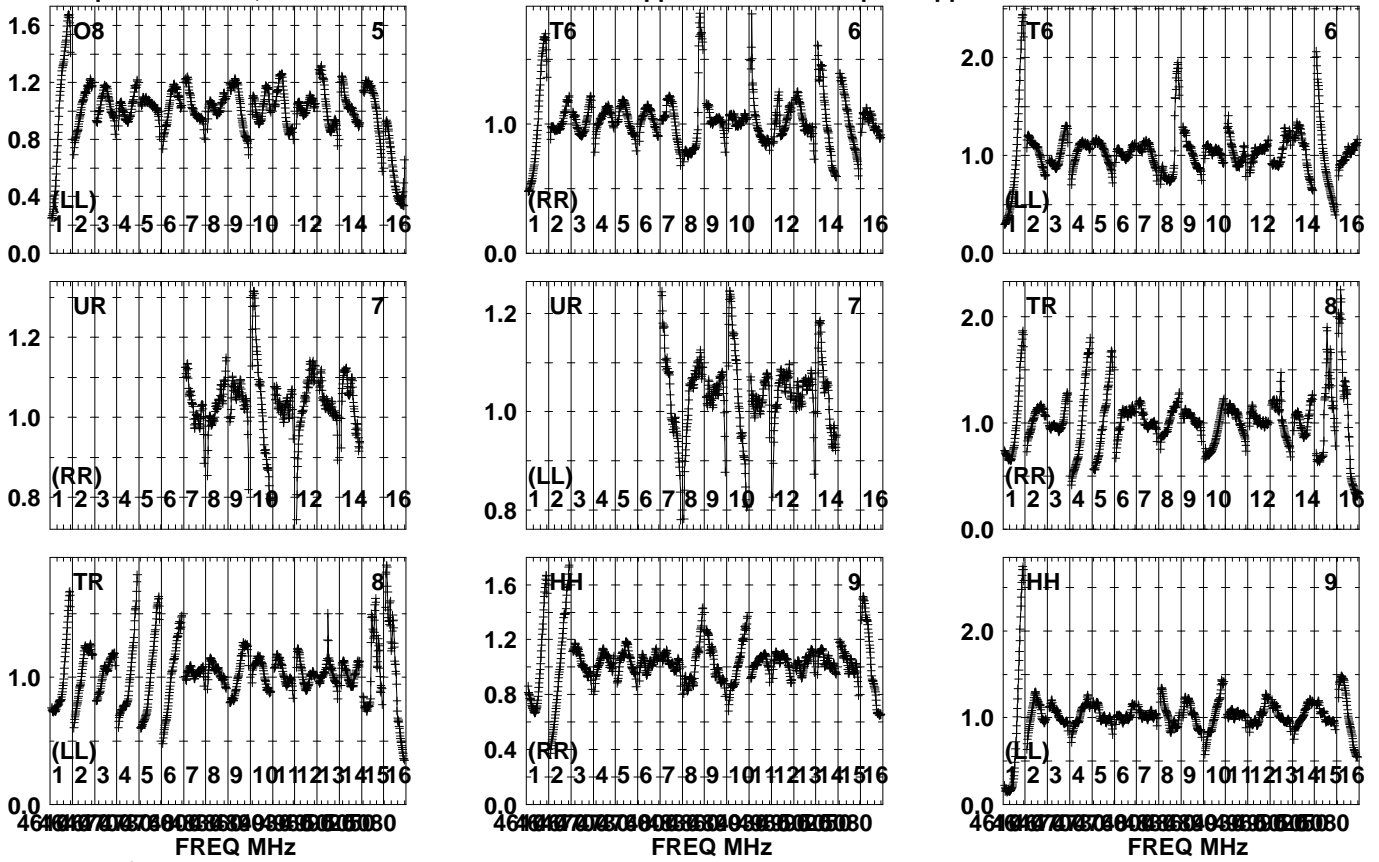 O8 5
T6 6
T6 6
1.6
1.2
0.8
0.4
0.0
(LL)
1 2 3 4 5 6 7 8 9 10 12 14 16
1.0
0.0
(RR)
1 2 3 4 5 6 7 8 9 10 12 14 16
2.0
1.0
0.0
(LL)
1 2 3 4 5 6 7 8 9 10 12 14 16
UR 7
UR 7
TR 8
1.2
1.0
0.8
(RR)
1 2 3 4 5 6 7 8 9 10 12 14 16
1.2
1.0
0.8
(LL)
1 2 3 4 5 6 7 8 9 10 12 14 16
2.0
1.0
0.0
(RR)
1 2 3 4 5 6 7 8 9 10 12 14 16
TR 8
HH 9
HH 9
1.0
0.0
(LL)
1 2 3 4 5 6 7 8 9 10 11 12 13 14 15 16
1.6
1.2
0.8
0.4
0.0
(RR)
1 2 3 4 5 6 7 8 9 10 11 12 13 14 15 16
2.0
1.0
0.0
(LL)
1 2 3 4 5 6 7 8 9 10 11 12 13 14 15 16
FREQ MHz
FREQ MHz
FREQ MHz